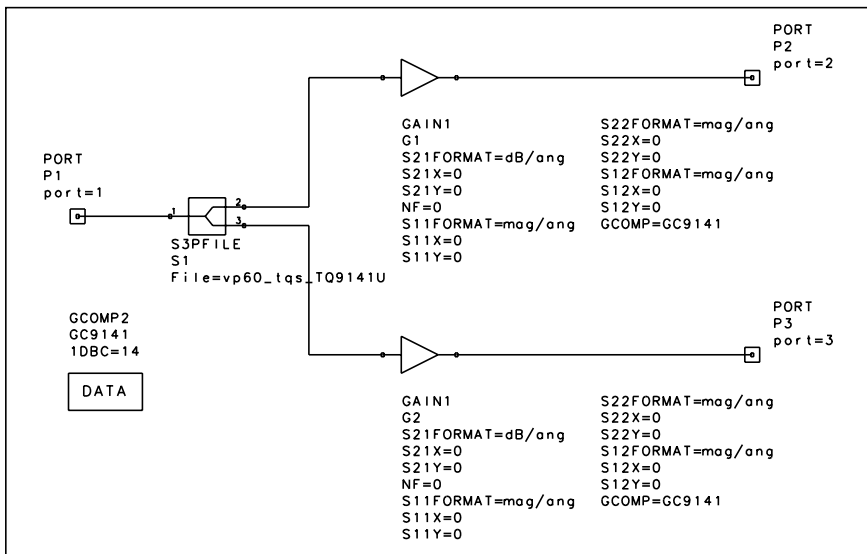 PORT
P2
port=2
GAIN1
G1
S21FORMAT=dB/ang
S21X=0
S21Y=0
NF=0
S11FORMAT=mag/ang
S11X=0
S11Y=0
S22FORMAT=mag/ang
S22X=0
S22Y=0
S12FORMAT=mag/ang
S12X=0
S12Y=0
GCOMP=GC9141
PORT
P1
port=1
1
2
3
S3PFILE
S1
File=vp60_tqs_TQ9141U
GCOMP2
GC9141
1DBC=14
DATA
PORT
P3
port=3
GAIN1
G2
S21FORMAT=dB/ang
S21X=0
S21Y=0
NF=0
S11FORMAT=mag/ang
S11X=0
S11Y=0
S22FORMAT=mag/ang
S22X=0
S22Y=0
S12FORMAT=mag/ang
S12X=0
S12Y=0
GCOMP=GC9141